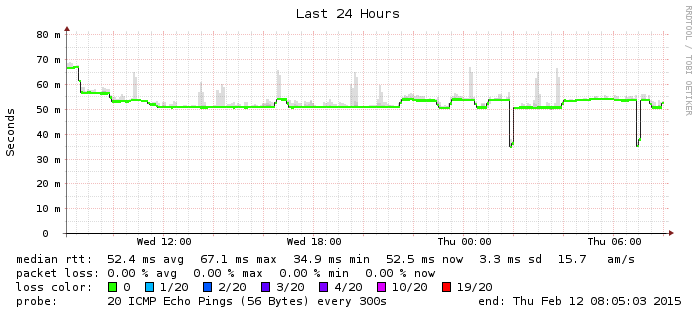 Last 24 Hours
RRDTOOL / TOBI OETIKER
Seconds
80 m
70 m
60 m
50 m
40 m
30 m
20 m
10 m
0
Wed 12:00 Wed 18:00 Thu 00:00 Thu 06:00
median rtt: 52.4 ms avg 67.1 ms max 34.9 ms min 52.5 ms now 3.3 ms sd 15.7 am/s
packet loss: 0.00 % avg 0.00 % max 0.00 % min 0.00 % now
loss color: 0 1/20 2/20 3/20 4/20 10/20 19/20
probe: 20 ICMP Echo Pings (56 Bytes) every 300s end: Thu Feb 12 08:05:03 2015